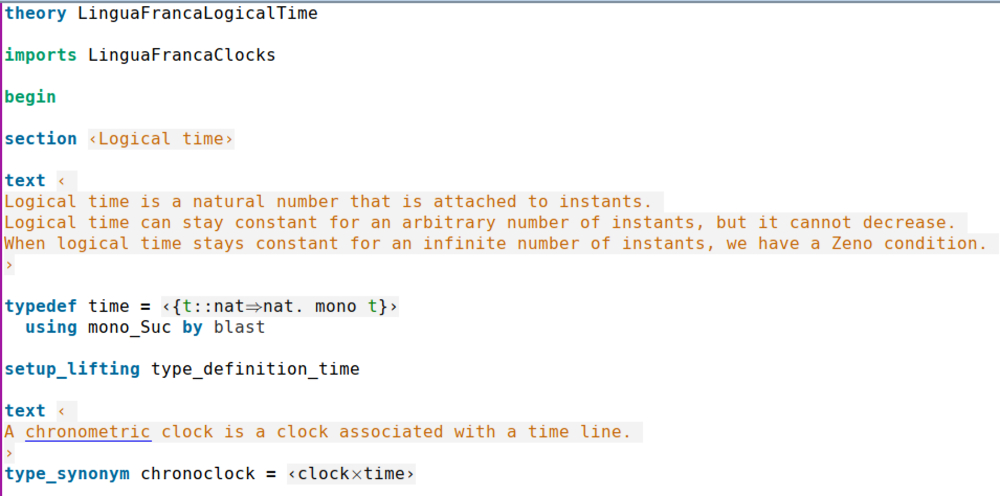 theory LinguaFrancaLogicalTime
imports LinguaFrancaClocks
begin
section ‹Logical time›
text ‹
Logical time is a natural number that is attached to instants.
Logical time can stay constant for an arbitrary number of instants, but it cannot decrease.
When logical time stays constant for an infinite number of instants, we have a Zeno condition.
›
typedef time = ‹{t::nat⇒nat. mono t}›
using mono_Suc by blast
setup_lifting type_definition_time
text ‹
A chronometric clock is a clock associated with a time line.
›
type_synonym chronoclock = ‹clock×time›